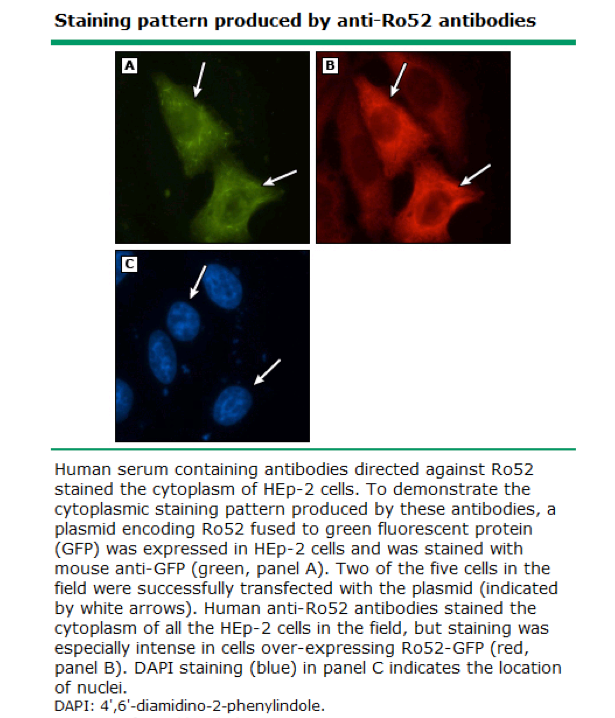 Staining pattern produced by anti-Ro52 antibodies
A
B
C
Human serum containing antibodies directed against Ro52
stained the cytoplasm of HEp-2 cells. To demonstrate the
cytoplasmic staining pattern produced by these antibodies, a
plasmid encoding Ro52 fused to green fluorescent protein
(GFP) was expressed in HEp-2 cells and was stained with
mouse anti-GFP (green, panel A). Two of the five cells in the
field were successfully transfected with the plasmid (indicated
by white arrows). Human anti-Ro52 antibodies stained the
cytoplasm of all the HEp-2 cells in the field, but staining was
especially intense in cells over-expressing Ro52-GFP (red,
panel B). DAPI staining (blue) in panel C indicates the location
of nuclei.
DAPI: 4',6'-diamidino-2-phenylindole.